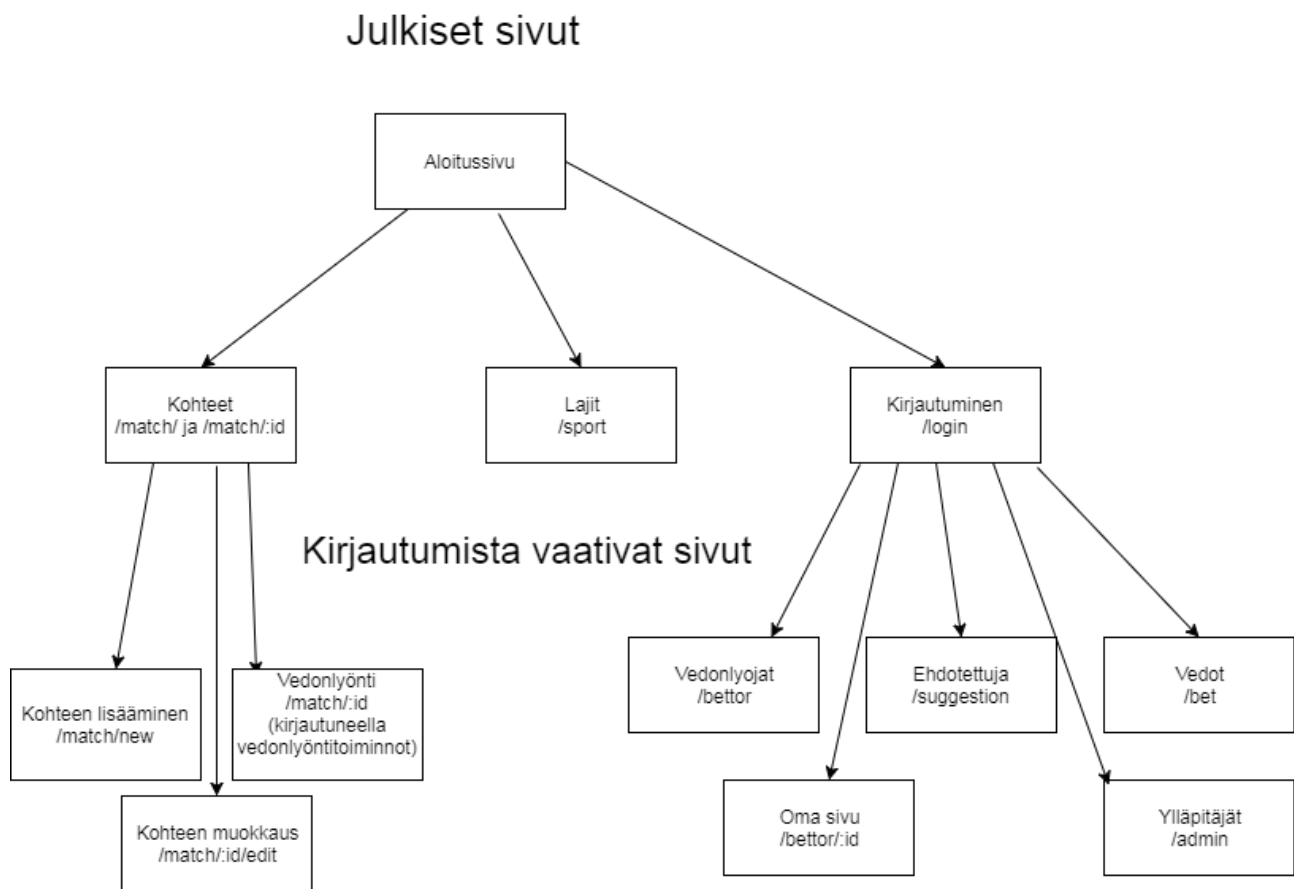 Julkiset sivut
Aloitussivu
Kohteet
/match/ ja /match/:id
Lajit
/sport
Kirjautuminen
/login
Kirjautumista vaativat sivut
Kohteen lisääminen
/match/new
Vedonlyönti
/match/:id
(kirjautuneella
vedonlyöntitoiminnot)
Kohteen muokkaus
/match/:id/edit
Vedonlyojat
/bettor
Ehdotettuja
/suggestion
Vedot
/bet
Oma sivu
/bettor/:id
Ylläpitäjät
/admin